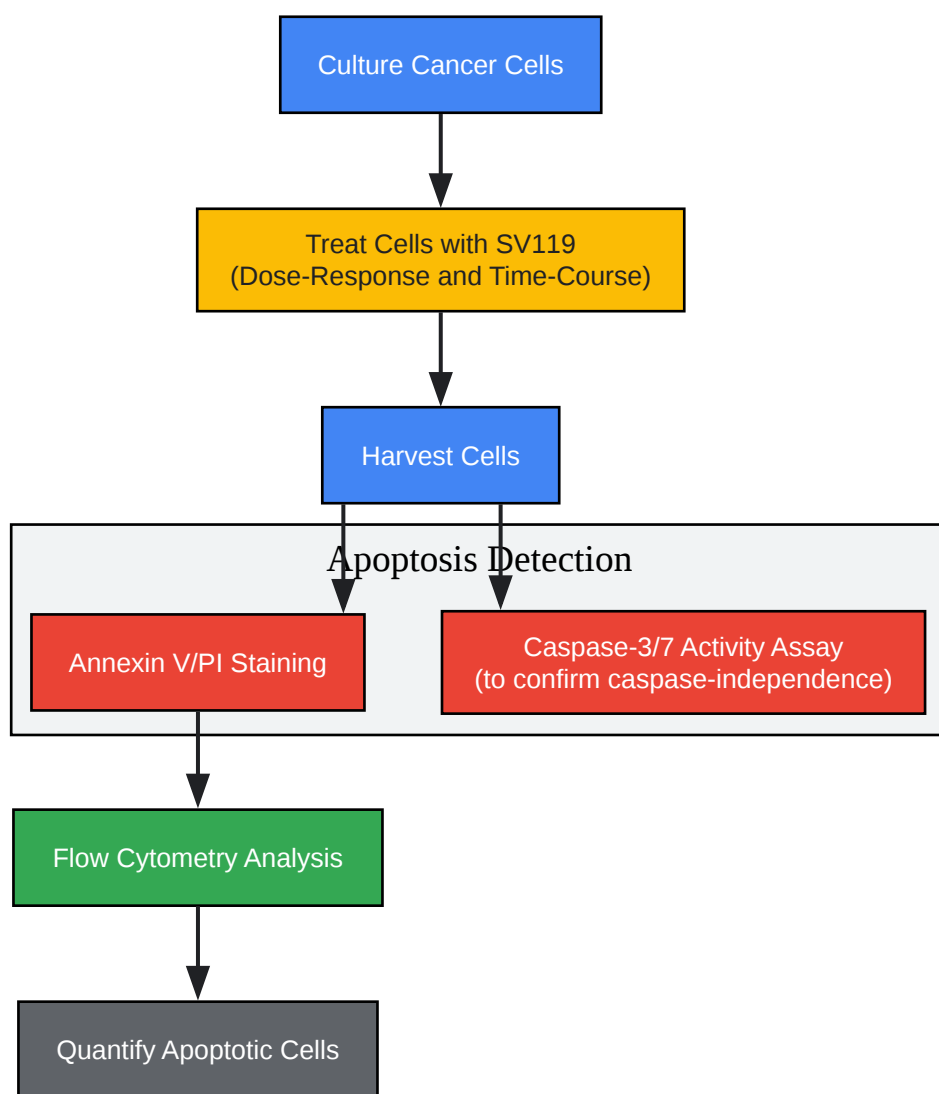 Culture Cancer Cells
Treat Cells with SV119
(Dose-Response and Time-Course)
Harvest Cells
Apoptosis Detection
Annexin V/PI Staining
Caspase-3/7 Activity Assay
(to confirm caspase-independence)
Flow Cytometry Analysis
Quantify Apoptotic Cells